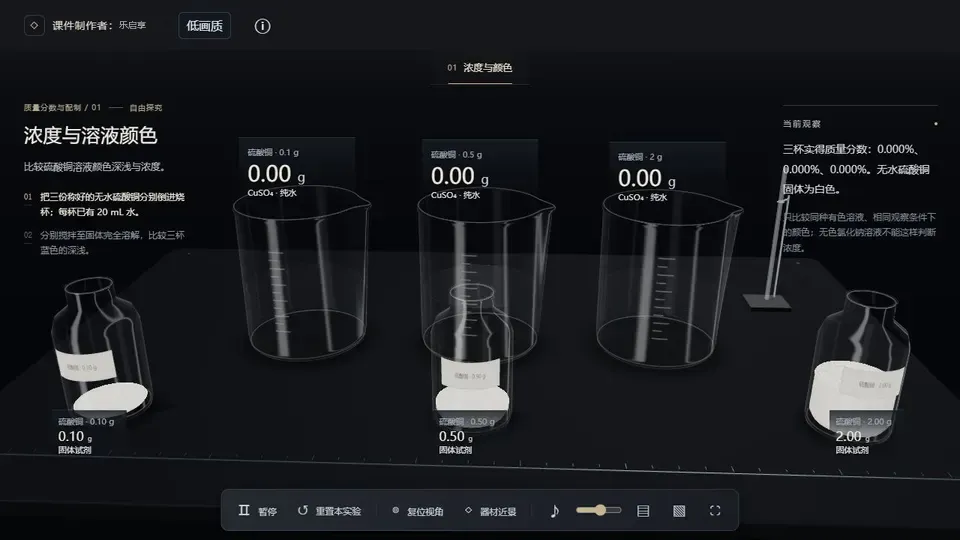 课件制作者：乐启享
低画质
01 浓度与颜色
质量分数与配制 / 01 —— 自由探究
浓度与溶液颜色
比较硫酸铜溶液颜色深浅与浓度。
01 把三份称好的无水硫酸铜分别倒进烧
杯；每杯已有 20 mL 水。
02 分别搅拌至固体完全溶解，比较三杯
蓝色的深浅。
硫酸铜 · 0.1 g
0.00 g
CuSO₄ · 纯水
硫酸铜 · 0.5 g
0.00 g
CuSO₄ · 纯水
硫酸铜 · 2 g
0.00 g
CuSO₄ · 纯水
当前观察
三杯实得质量分数：0.000%、
0.000%、0.000%。无水硫酸铜
固体为白色。
只比较同种有色溶液、相同观察条件下
的颜色；无色氯化钠溶液不能这样判断
浓度。
硫酸铜 · 0.10 g
0.10 g
固体试剂
硫酸铜 · 0.50 g
0.50 g
固体试剂
硫酸铜 · 2.00 g
2.00 g
固体试剂
暂停
重置本实验
复位视角
器材近景